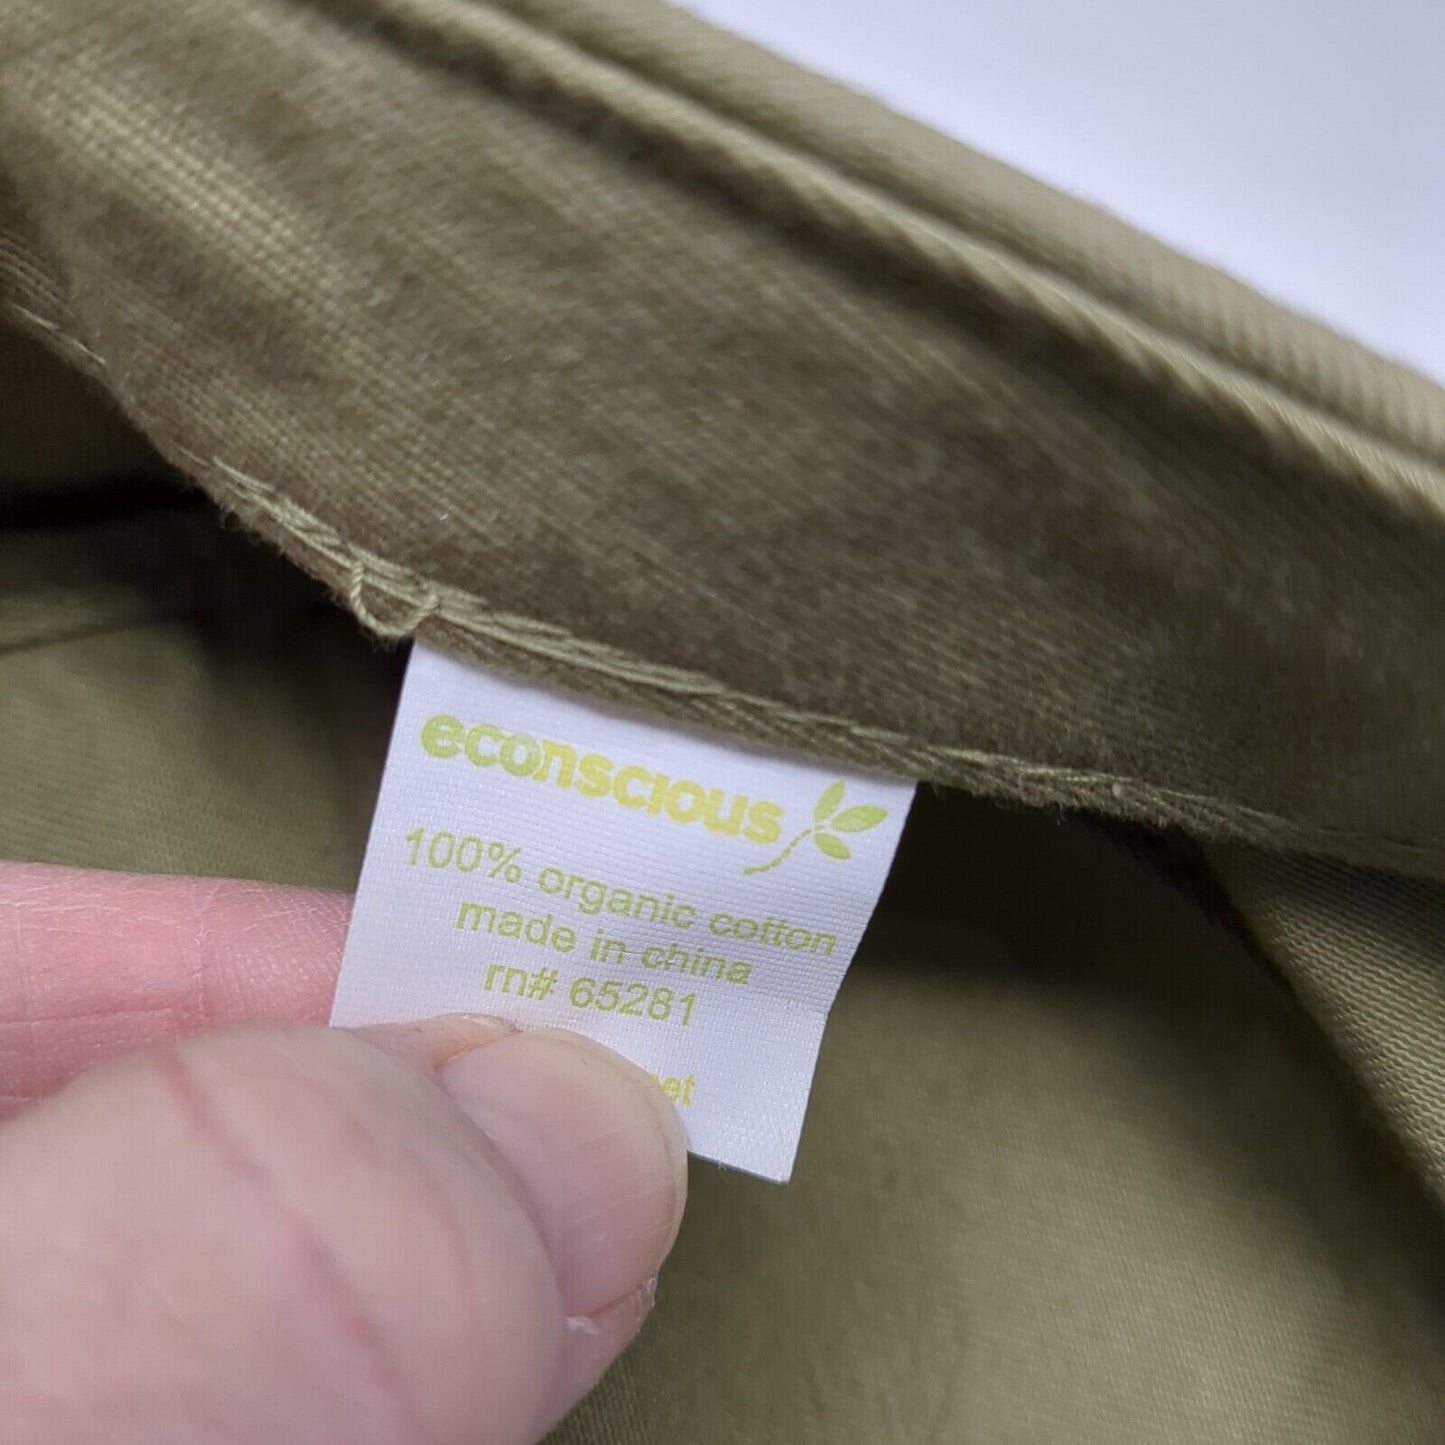 econscious
100% organic cotton
made in china
rn# 65281